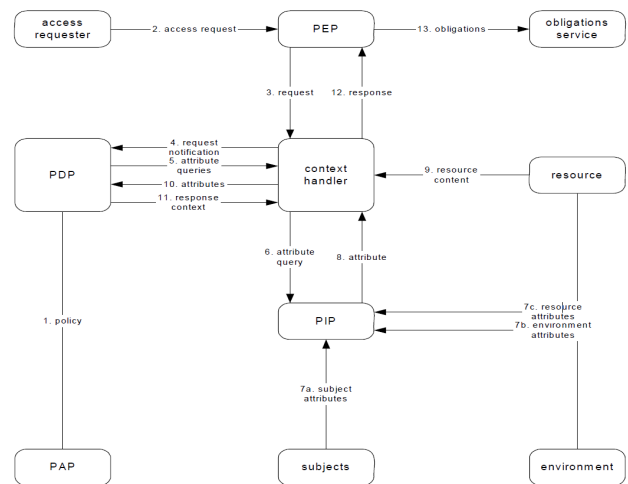 access
requester
2. access request
PEP
13. obligations
obligations
service
3. request
12. response
4. request
notification
5. attribute
queries
10. attributes
11. response
context
PDP
context
handler
9. resource
content
resource
6. attribute
query
8. attribute
1. policy
PIP
7c. resource
attributes
7b. environment
attributes
7a. subject
attributes
PAP
subjects
environment